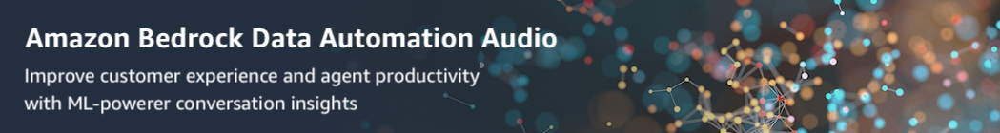 Amazon Bedrock Data Automation Audio
Improve customer experience and agent productivity
with ML-powerer conversation insights